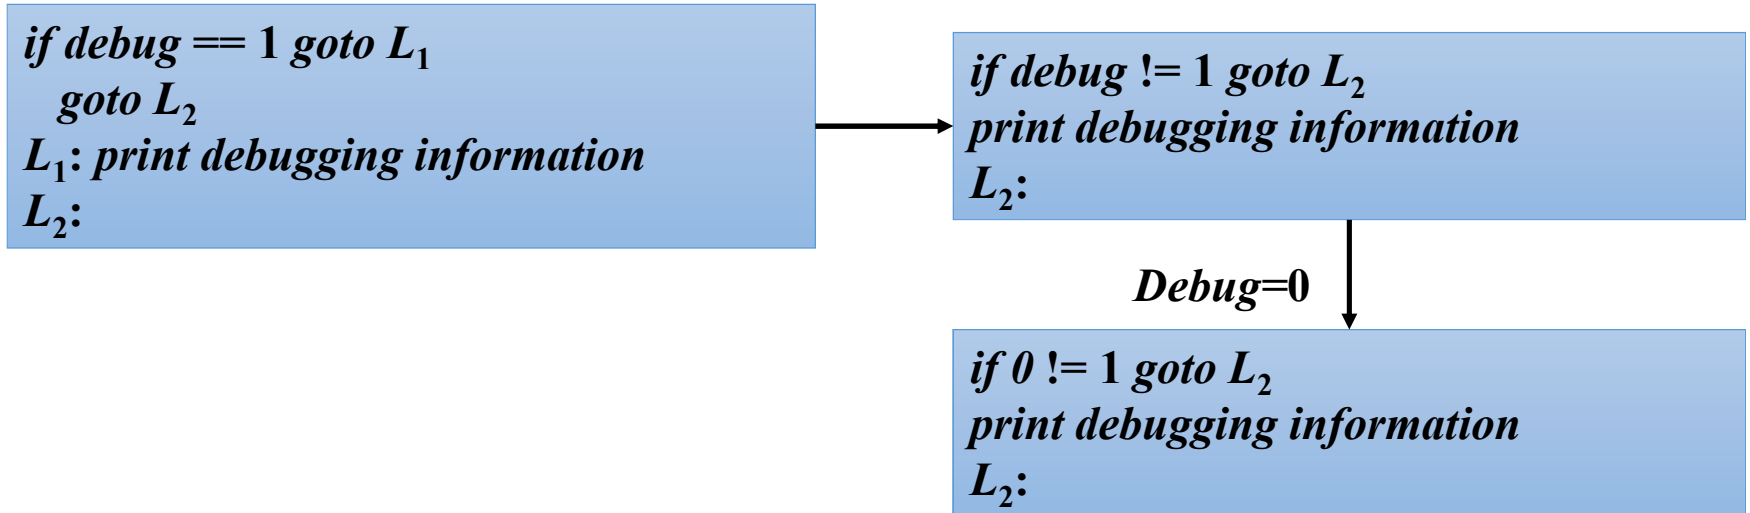 if debug == 1 goto L₁
goto L₂
L₁: print debugging information
L₂:
if debug != 1 goto L₂
print debugging information
L₂:
Debug=0
if 0 != 1 goto L₂
print debugging information
L₂: